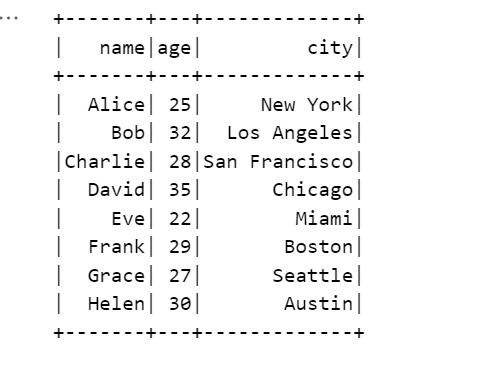 ...
+-------+---+-------------+
|   name|age|         city|
+-------+---+-------------+
|  Alice| 25|     New York|
|    Bob| 32|  Los Angeles|
|Charlie| 28|San Francisco|
|  David| 35|      Chicago|
|    Eve| 22|        Miami|
|  Frank| 29|       Boston|
|  Grace| 27|      Seattle|
|  Helen| 30|       Austin|
+-------+---+-------------+